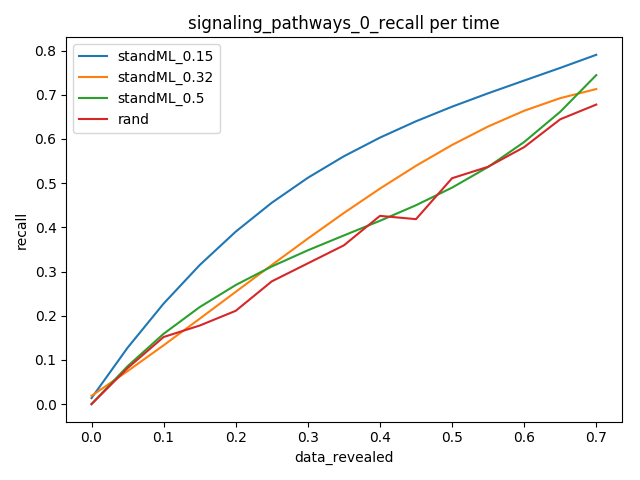 signaling_pathways_0_recall per time
standML_0.15
standML_0.32
standML_0.5
rand
recall
0.8
0.7
0.6
0.5
0.4
0.3
0.2
0.1
0.0
0.0 0.1 0.2 0.3 0.4 0.5 0.6 0.7
data_revealed